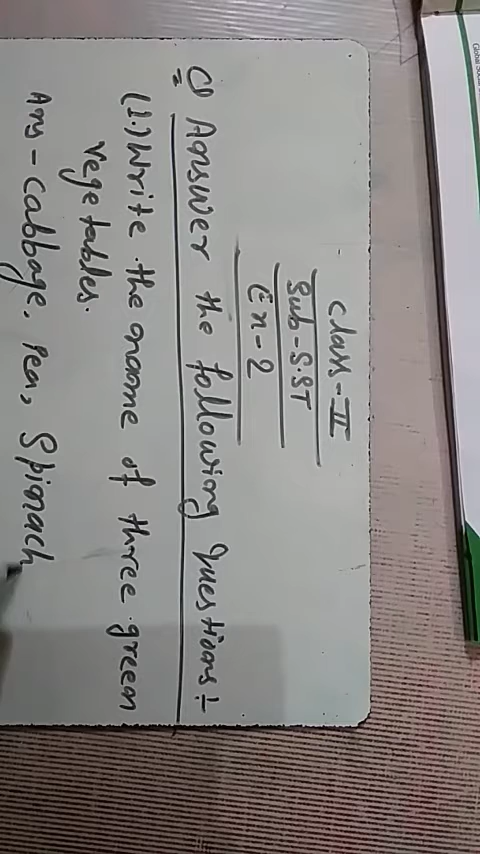 Class-II
Sub-S.ST
Ex-2
Q Answer the following questions:-
(1.) Write the name of three green
vegetables.
Ans - Cabbage, pea, Spinach